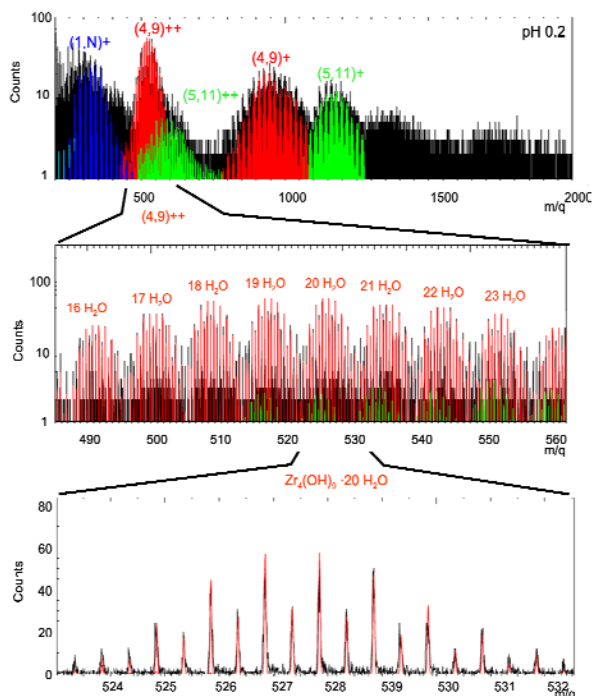 100
(1,N)+
(4,9)++
(4,9)+
pH 0.2
(5,11)++
(5,11)+
Counts
10
1
500
1000
1500
2000
m/q
(4,9)++
100
16 H2O
17 H2O
18 H2O
19 H2O
20 H2O
21 H2O
22 H2O
23 H2O
Counts
10
1
490
500
510
520
530
540
550
560
m/q
Zr4(OH)9 ·20 H2O
80
60
40
20
0
Counts
524
525
526
527
528
539
530
531
532
m/q